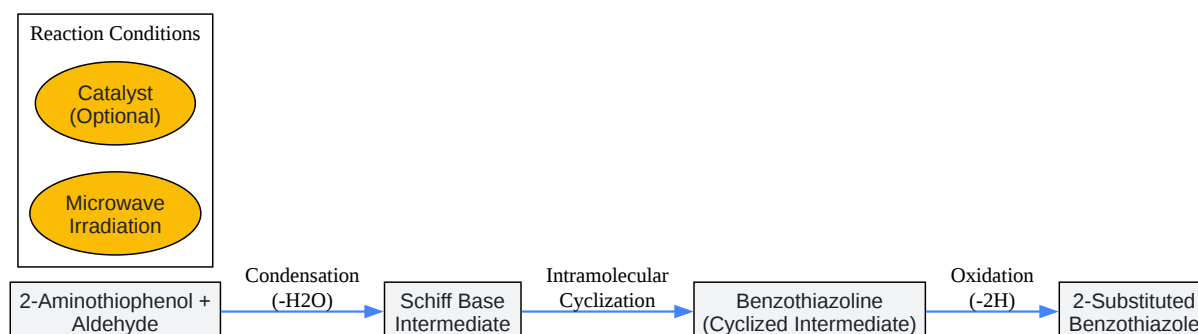 Reaction Conditions
Catalyst
(Optional)
Microwave
Irradiation
2-Aminothiophenol +
Aldehyde
Condensation
(-H2O)
Schiff Base
Intermediate
Intramolecular
Cyclization
Benzothiazoline
(Cyclized Intermediate)
Oxidation
(-2H)
2-Substituted
Benzothiazole